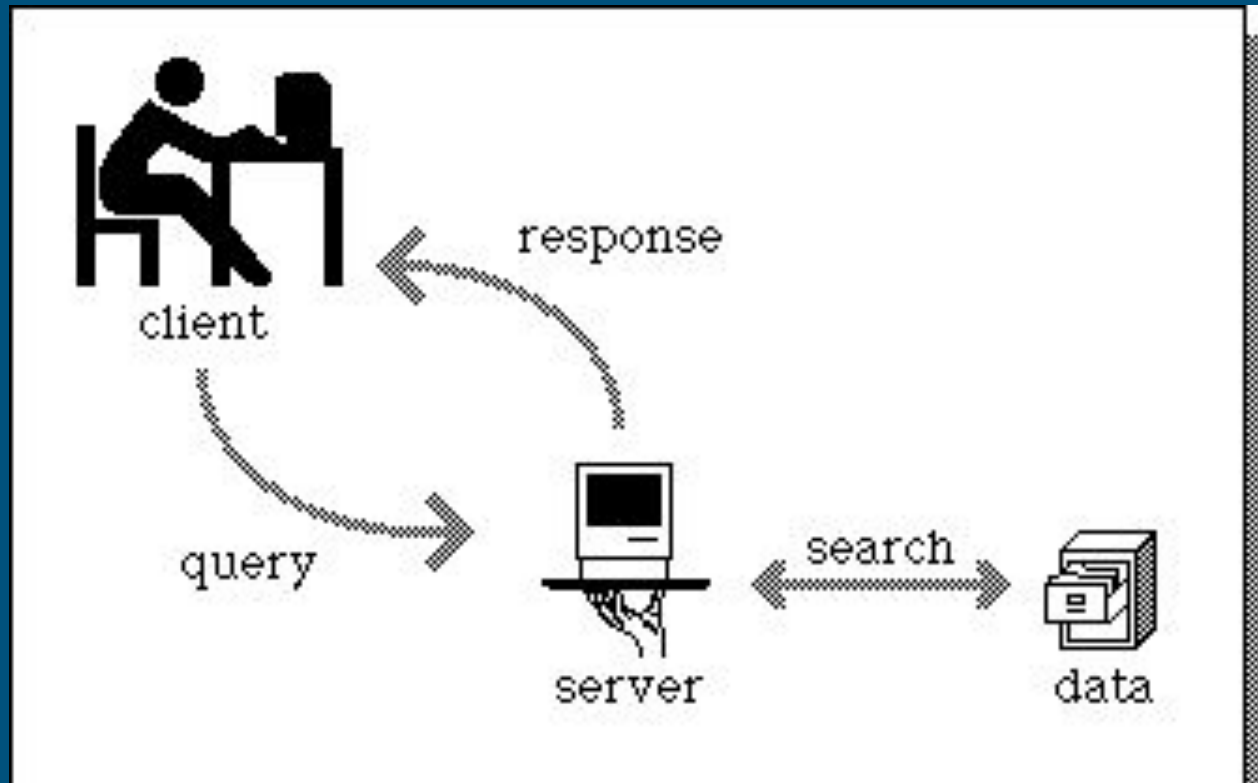 response
client
query
search
server
data